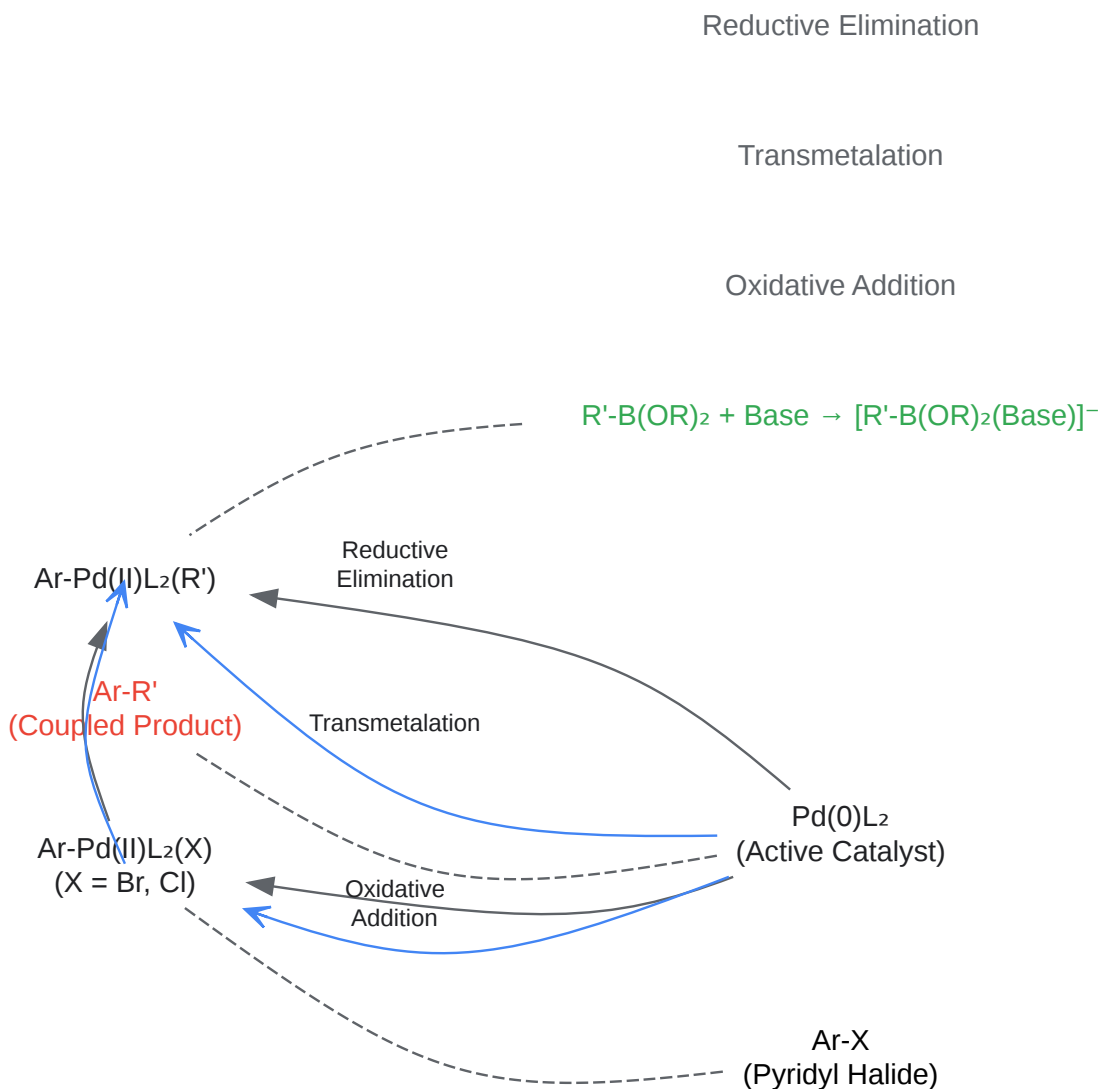 Reductive Elimination
Transmetalation
Oxidative Addition
R'-B(OR)₂ + Base → [R'-B(OR)₂(Base)]⁻
Reductive
Elimination
Ar-Pd(II)L₂(R')
Ar-R'
(Coupled Product)
Transmetalation
Pd(0)L₂
(Active Catalyst)
Ar-Pd(II)L₂(X)
(X = Br, Cl)
Oxidative
Addition
Ar-X
(Pyridyl Halide)